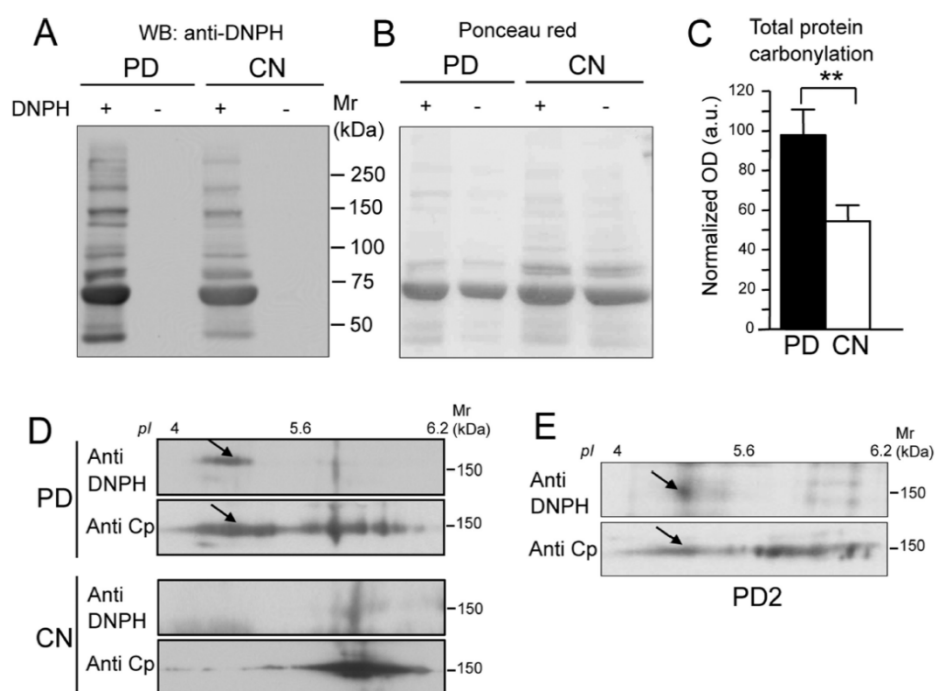 A
WB: anti-DNPH
PD CN
DNPH + - + - Mr
(kDa)
250
150
100
75
50
B
Ponceau red
PD CN
+ - + -
C
Total protein
carbonylation
**
Normalized OD (a.u.)
120
100
80
60
40
20
0
PD CN
D
pI 4 5.6 6.2 Mr
(kDa)
PD
Anti
DNPH
-150
Anti Cp
-150
CN
Anti
DNPH
-150
Anti Cp
-150
E
pI 4 5.6 6.2 Mr
(kDa)
Anti
DNPH
-150
Anti Cp
-150
PD2